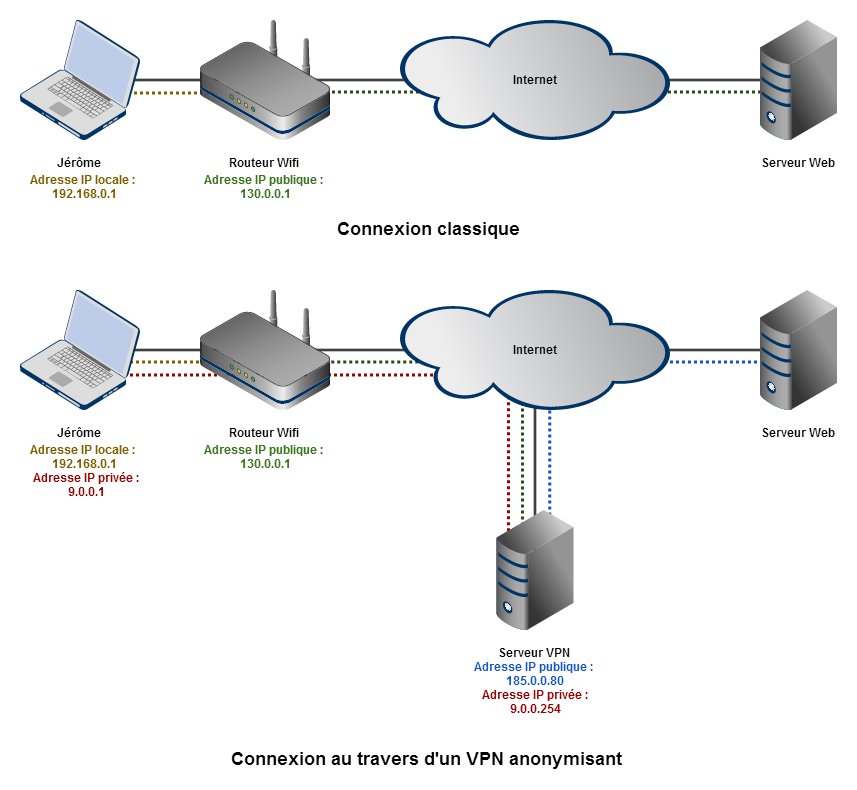 Internet
Jérôme
Routeur Wifi
Serveur Web
Adresse IP locale :
192.168.0.1
Adresse IP publique :
130.0.0.1
Connexion classique
Internet
Jérôme
Routeur Wifi
Serveur Web
Adresse IP locale :
192.168.0.1
Adresse IP privée :
9.0.0.1
Adresse IP publique :
130.0.0.1
Serveur VPN
Adresse IP publique :
185.0.0.80
Adresse IP privée :
9.0.0.254
Connexion au travers d'un VPN anonymisant